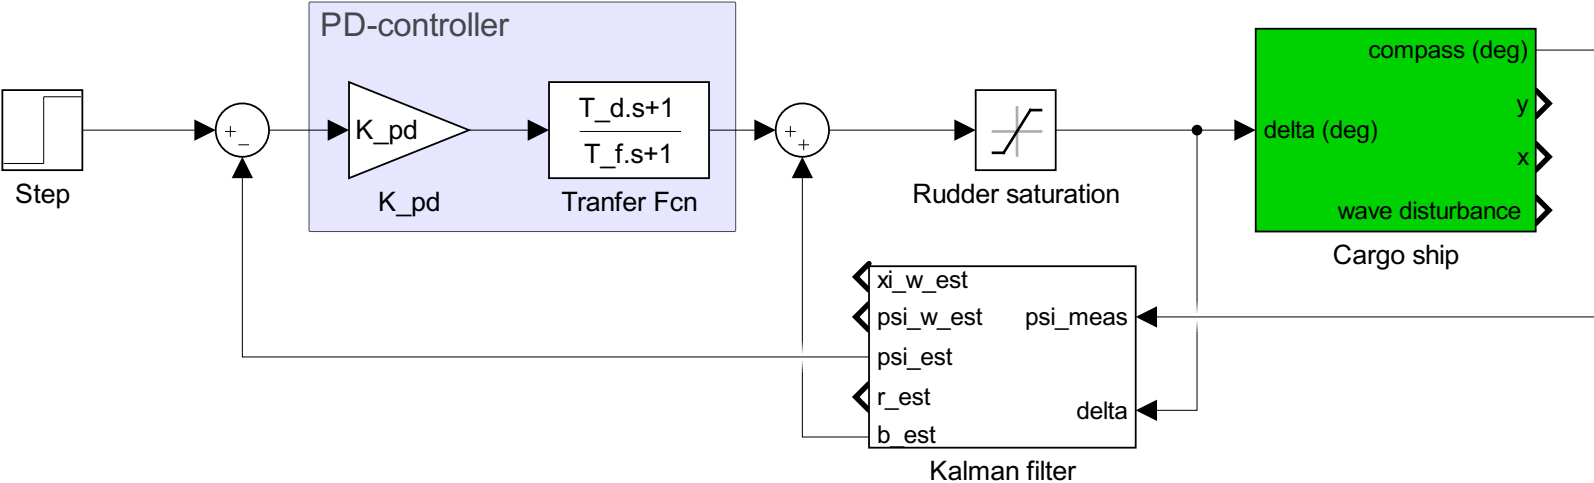 PD-controller
Step
+
−
K_pd
K_pd
T_d.s+1
T_f.s+1
Tranfer Fcn
+
+
Rudder saturation
compass (deg)
y
delta (deg)
x
wave disturbance
Cargo ship
xi_w_est
psi_w_est
psi_meas
psi_est
r_est
delta
b_est
Kalman filter